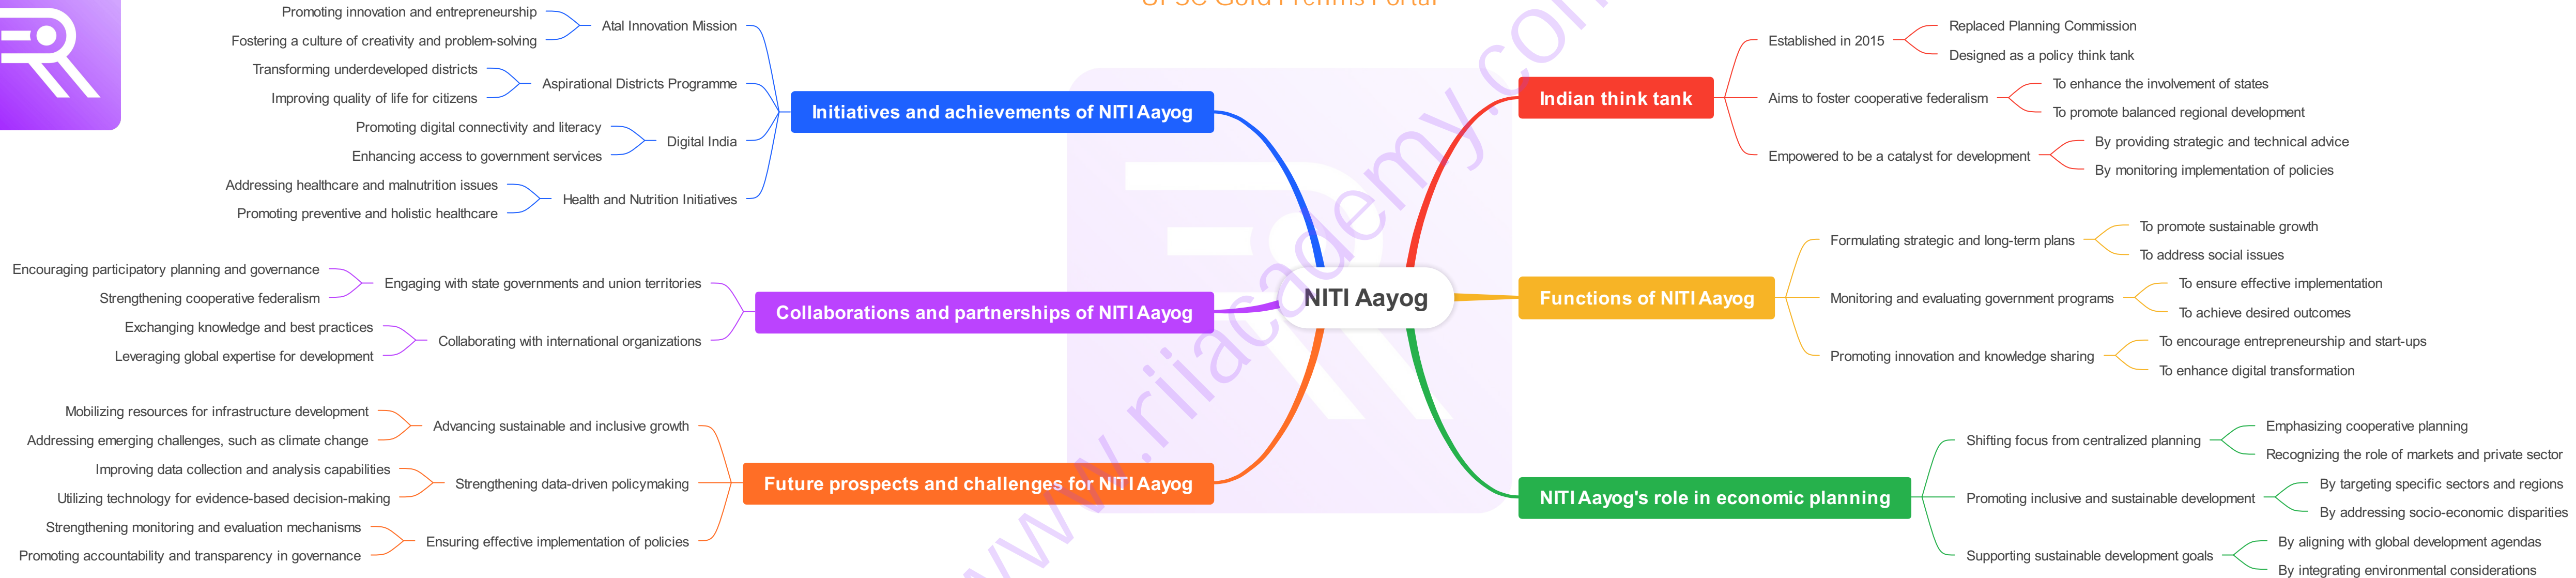 UPSC Gold Prelims Portal
NITI Aayog
Indian think tank
Established in 2015
Replaced Planning Commission
Designed as a policy think tank
Aims to foster cooperative federalism
To enhance the involvement of states
To promote balanced regional development
Empowered to be a catalyst for development
By providing strategic and technical advice
By monitoring implementation of policies
Functions of NITI Aayog
Formulating strategic and long-term plans
To promote sustainable growth
To address social issues
Monitoring and evaluating government programs
To ensure effective implementation
To achieve desired outcomes
Promoting innovation and knowledge sharing
To encourage entrepreneurship and start-ups
To enhance digital transformation
NITI Aayog's role in economic planning
Shifting focus from centralized planning
Emphasizing cooperative planning
Recognizing the role of markets and private sector
Promoting inclusive and sustainable development
By targeting specific sectors and regions
By addressing socio-economic disparities
Supporting sustainable development goals
By aligning with global development agendas
By integrating environmental considerations
Initiatives and achievements of NITI Aayog
Atal Innovation Mission
Promoting innovation and entrepreneurship
Fostering a culture of creativity and problem-solving
Aspirational Districts Programme
Transforming underdeveloped districts
Improving quality of life for citizens
Digital India
Promoting digital connectivity and literacy
Enhancing access to government services
Health and Nutrition Initiatives
Addressing healthcare and malnutrition issues
Promoting preventive and holistic healthcare
Collaborations and partnerships of NITI Aayog
Engaging with state governments and union territories
Encouraging participatory planning and governance
Strengthening cooperative federalism
Collaborating with international organizations
Exchanging knowledge and best practices
Leveraging global expertise for development
Future prospects and challenges for NITI Aayog
Advancing sustainable and inclusive growth
Mobilizing resources for infrastructure development
Addressing emerging challenges, such as climate change
Strengthening data-driven policymaking
Improving data collection and analysis capabilities
Utilizing technology for evidence-based decision-making
Ensuring effective implementation of policies
Strengthening monitoring and evaluation mechanisms
Promoting accountability and transparency in governance